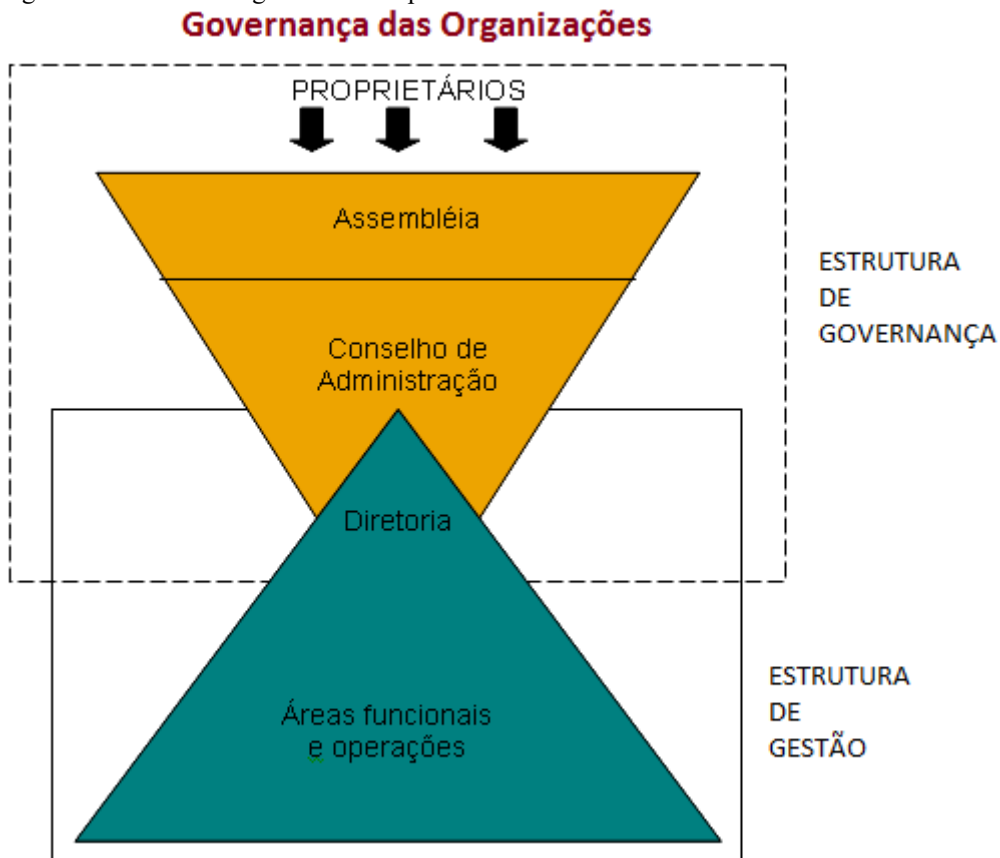 Governança das Organizações
PROPRIETÁRIOS
Assembléia
ESTRUTURA
DE
GOVERNANÇA
Conselho de
Administração
Diretoria
ESTRUTURA
DE
GESTÃO
Áreas funcionais
e operações